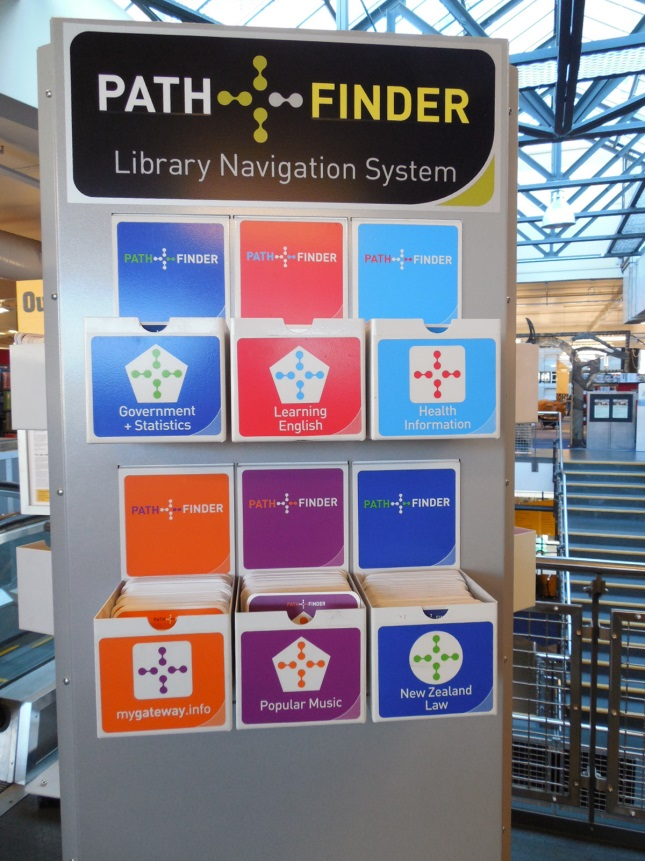 PATH FINDER
Library Navigation System
Ou
PATH FINDER
PATH FINDER
PATH FINDER
Government
+ Statistics
Learning
English
Health
Information
PATH FINDER
PATH FINDER
PATH FINDER
PATH FINDER
mygateway.info
Popular Music
New Zealand
Law